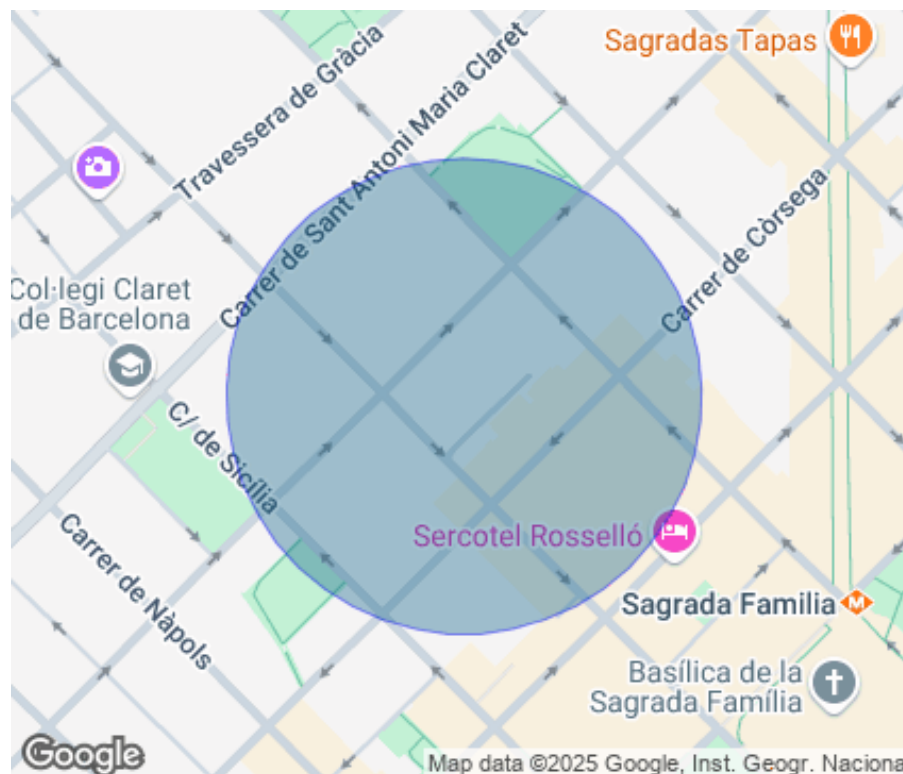 Sagradas Tapas
Travessera de Gràcia
Carrer de Sant Antoni Maria Claret
Carrer de Còrsega
Col·legi Claret
de Barcelona
C/ de Sicília
Carrer de Nàpols
Sercotel Rosselló
Sagrada Familia
M
Basílica de la
Sagrada Família
Google
Map data ©2025 Google, Inst. Geogr. Naciona